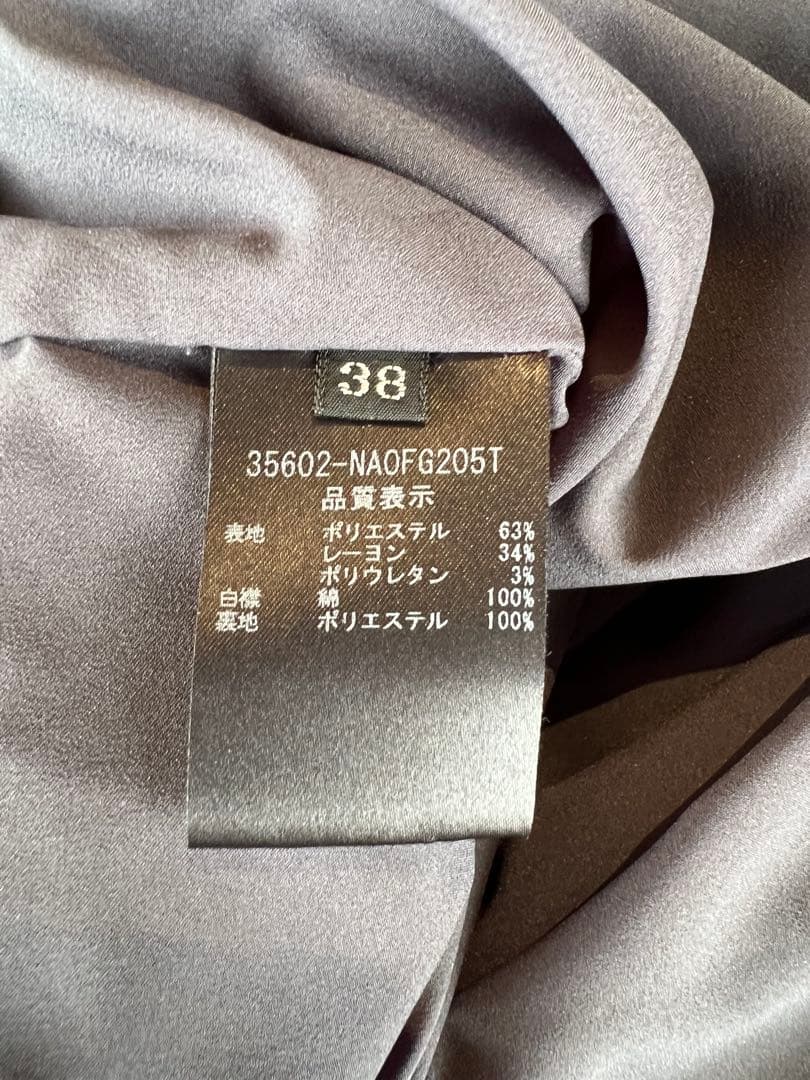 38
35602-NAOFG205T
品質表示
表地 ポリエステル 63%
レーヨン 34%
ポリウレタン 3%
白襟 綿 100%
裏地 ポリエステル 100%